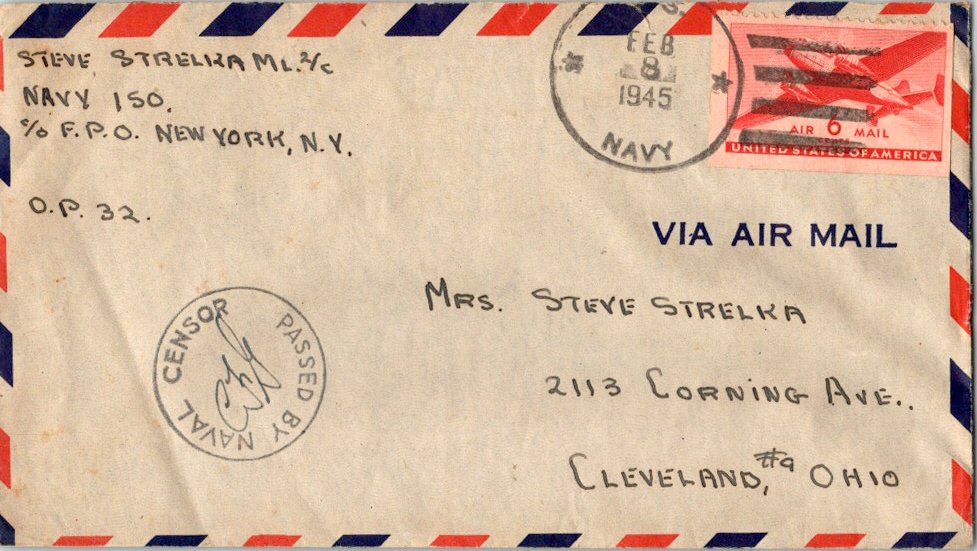 STEVE STRELKA ML. 2/C
NAVY 150.
C/O F.P.O. NEW YORK, N.Y.
O.P. 32.
S.
FEB
8
1945
NAVY
AIR 6 MAIL
CENTS
UNITED STATES OF AMERICA
VIA AIR MAIL
PASSED BY NAVAL CENSOR
MRS. STEVE STRELKA
2113 CORNING AVE..
CLEVELAND, #9 OHIO